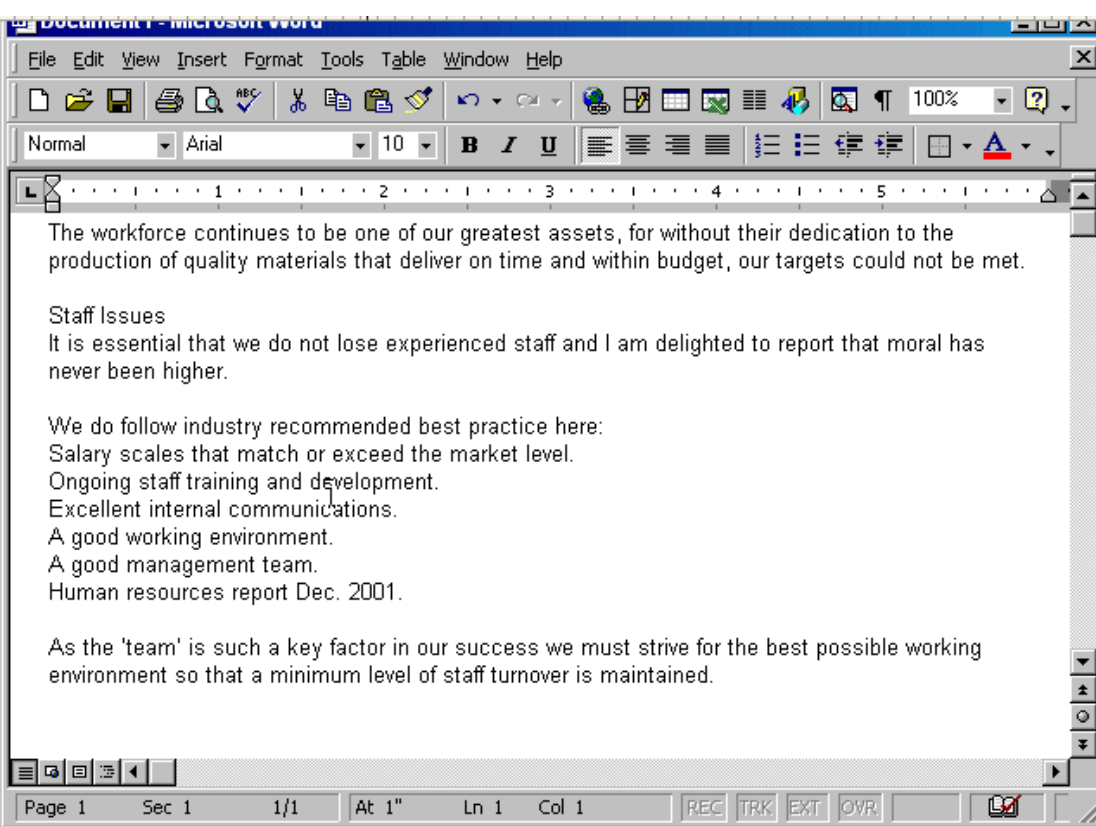 Document1 - Microsoft Word
File Edit View Insert Format Tools Table Window Help
ABC 100%
Normal Arial 10 B I U A
1 2 3 4 5
The workforce continues to be one of our greatest assets, for without their dedication to the
production of quality materials that deliver on time and within budget, our targets could not be met.
Staff Issues
It is essential that we do not lose experienced staff and I am delighted to report that moral has
never been higher.
We do follow industry recommended best practice here:
Salary scales that match or exceed the market level.
Ongoing staff training and development.
Excellent internal communications.
A good working environment.
A good management team.
Human resources report Dec. 2001.
As the 'team' is such a key factor in our success we must strive for the best possible working
environment so that a minimum level of staff turnover is maintained.
Page 1 Sec 1 1/1 At 1" Ln 1 Col 1 REC TRK EXT OVR